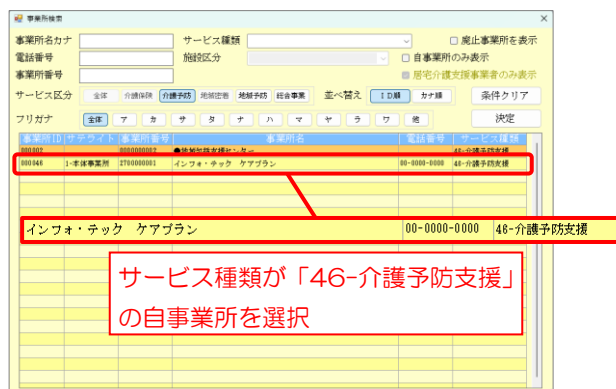 事業所検索
事業所名カナ サービス種類 廃止事業所を表示
電話番号 施設区分 自事業所のみ表示
事業所番号 居宅介護支援事業者のみ表示
サービス区分 全体 介護保険 介護予防 地域密着 地域予防 総合事業 並べ替え ID順 カナ順 条件クリア
フリガナ 全体 ア カ サ タ ナ ハ マ ヤ ラ ワ 他 決定
事業所ID サテライト 事業所番号 事業所名 電話番号 サービス種類
000002 0000000002 ●地域包括支援センター 46-介護予防支援
000046 1-本体事業所 2700000001 インフォ・テック ケアプラン 00-0000-0000 46-介護予防支援
インフォ・テック ケアプラン 00-0000-0000 46-介護予防支援
サービス種類が「46-介護予防支援」
の自事業所を選択